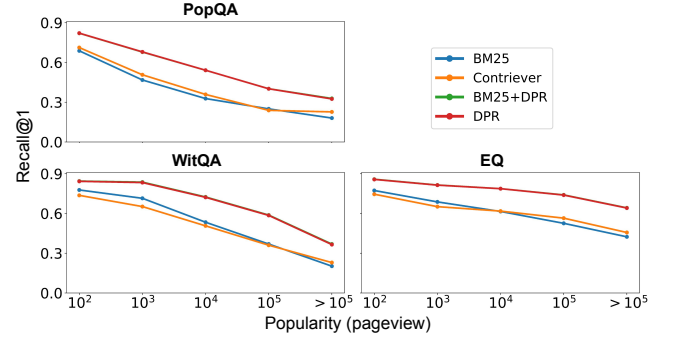 PopQA
0.9
0.6
0.3
0.0
BM25
Contriever
BM25+DPR
DPR
Recall@1
WitQA
0.9
0.6
0.3
0.0
10² 10³ 10⁴ 10⁵ > 10⁵
EQ
10² 10³ 10⁴ 10⁵ > 10⁵
Popularity (pageview)